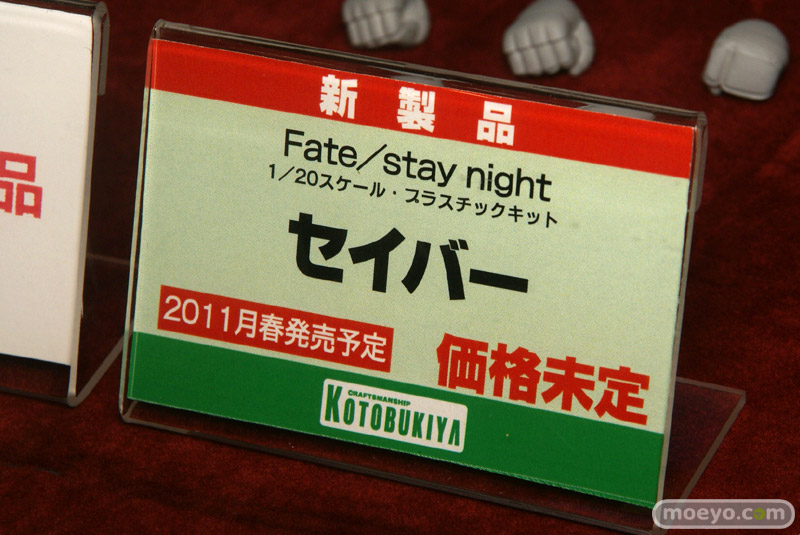 新製品
Fate/stay night
1/20スケール・プラスチックキット
セイバー
2011月春発売予定
価格未定
CRAFTSMANSHIP
KOTOBUKIYA
品
moeyo.com